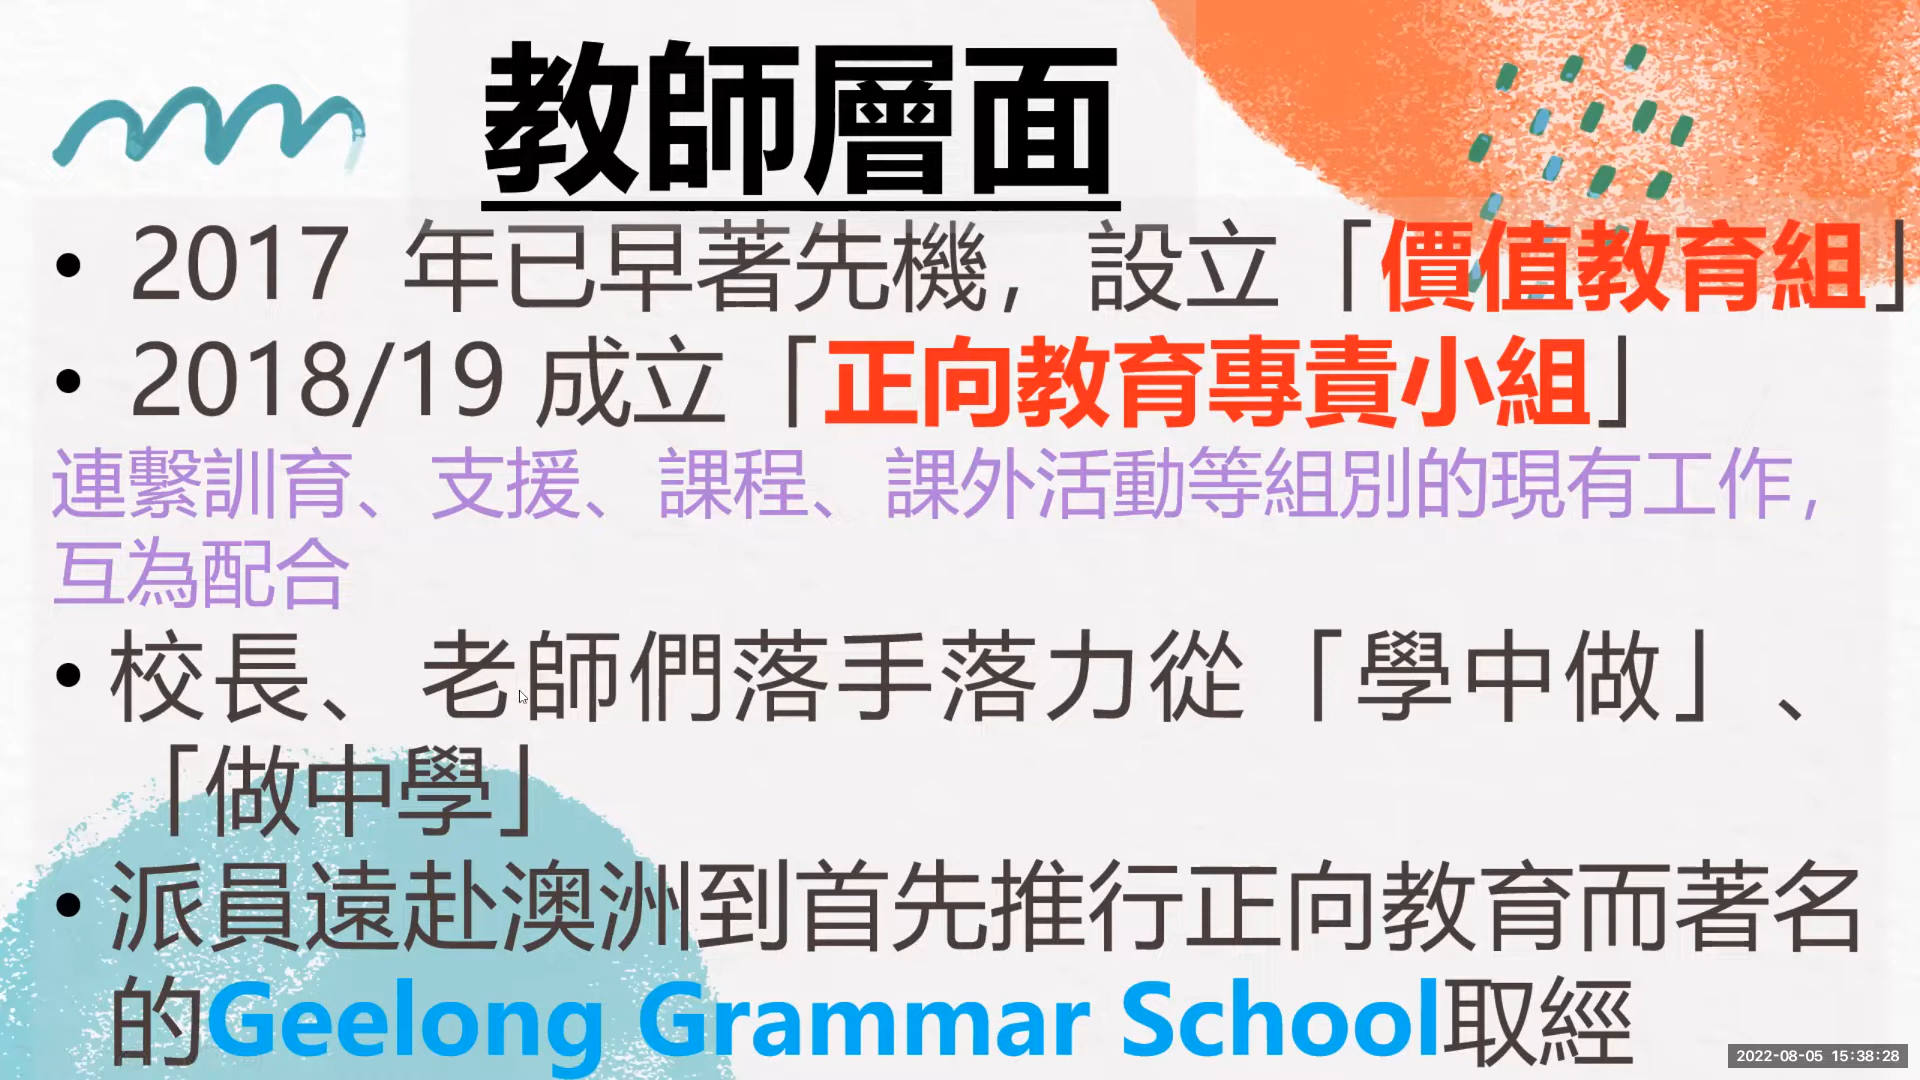 教師層面
• 2017 年已早著先機，設立「價值教育組」
• 2018/19 成立「正向教育專責小組」
連繫訓育、支援、課程、課外活動等組別的現有工作，
互為配合
• 校長、老師們落手落力從「學中做」、
「做中學」
• 派員遠赴澳洲到首先推行正向教育而著名
的Geelong Grammar School取經
2022-08-05 15:38:28